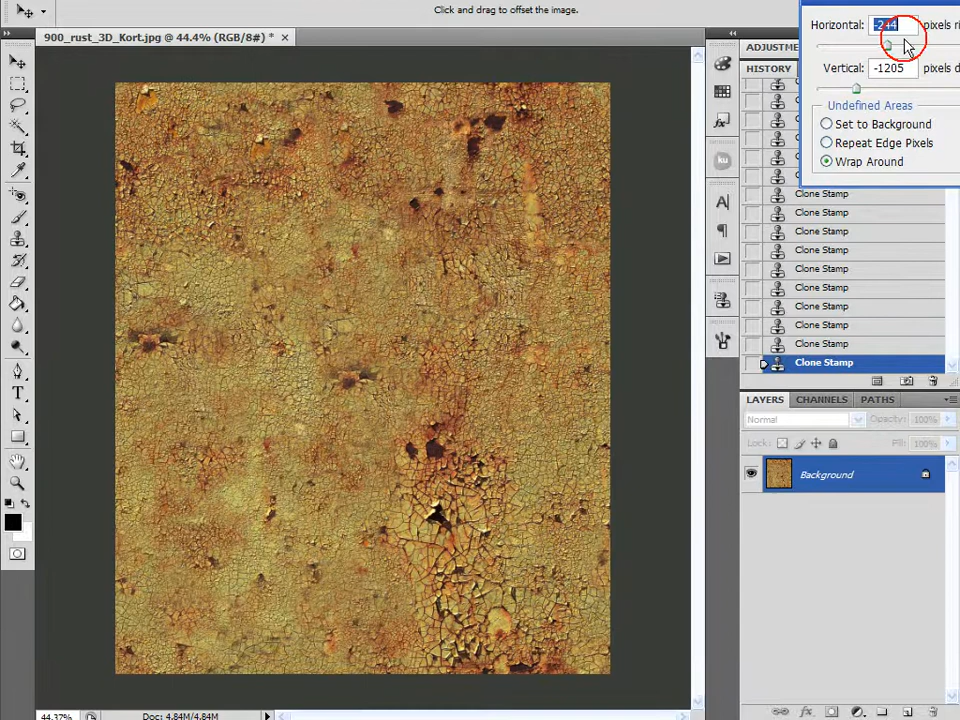 Click and drag to offset the image.
Horizontal: -244 pixels ri
900_rust_3D_Kort.jpg @ 44.4% (RGB/8#) *
ADJUSTME
Vertical: -1205 pixels d
HISTORY
Undefined Areas
Set to Background
Repeat Edge Pixels
Wrap Around
Clone Stamp
Clone Stamp
Clone Stamp
Clone Stamp
Clone Stamp
Clone Stamp
Clone Stamp
Clone Stamp
Clone Stamp
Clone Stamp
LAYERS CHANNELS PATHS
Normal Opacity: 100%
Lock: Fill: 100%
Background
44.37% Doc: 4.84M/4.84M